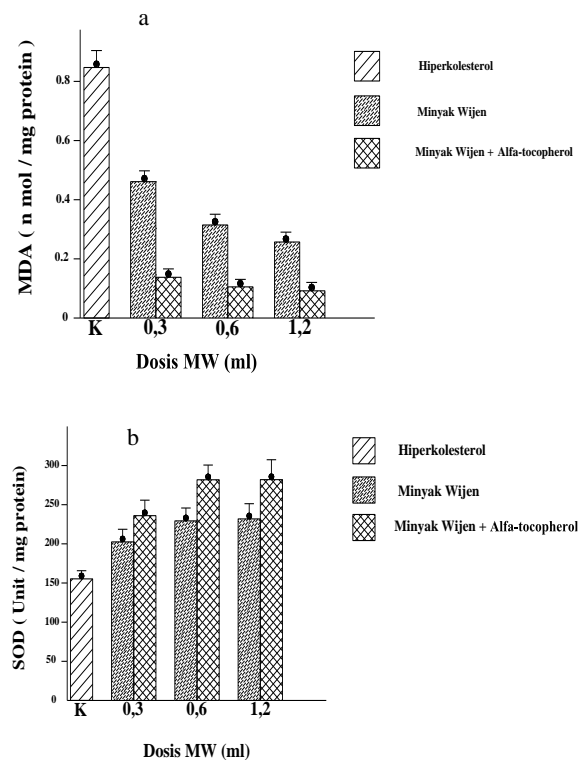 a
MDA ( n mol / mg protein)
0.8
0.6
0.4
0.2
0
K
0,3
0,6
1,2
Dosis MW (ml)
Hiperkolesterol
Minyak Wijen
Minyak Wijen + Alfa-tocopherol
b
SOD ( Unit / mg protein)
300
250
200
150
100
50
0
K
0,3
0,6
1,2
Dosis MW (ml)
Hiperkolesterol
Minyak Wijen
Minyak Wijen + Alfa-tocopherol